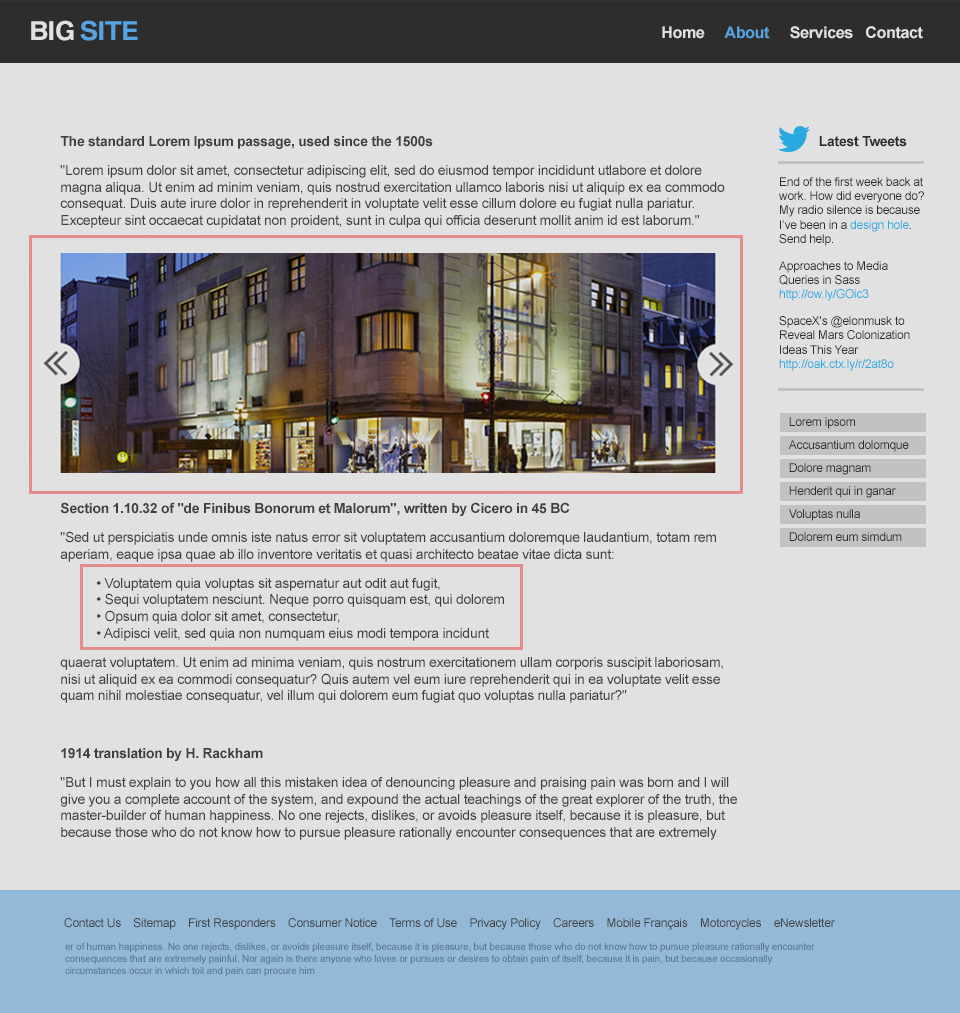 BIG SITE
Home About Services Contact
The standard Lorem Ipsum passage, used since the 1500s
"Lorem ipsum dolor sit amet, consectetur adipiscing elit, sed do eiusmod tempor incididunt utlabore et dolore
magna aliqua. Ut enim ad minim veniam, quis nostrud exercitation ullamco laboris nisi ut aliquip ex ea commodo
consequat. Duis aute irure dolor in reprehenderit in voluptate velit esse cillum dolore eu fugiat nulla pariatur.
Excepteur sint occaecat cupidatat non proident, sunt in culpa qui officia deserunt mollit anim id est laborum."
Section 1.10.32 of "de Finibus Bonorum et Malorum", written by Cicero in 45 BC
"Sed ut perspiciatis unde omnis iste natus error sit voluptatem accusantium doloremque laudantium, totam rem
aperiam, eaque ipsa quae ab illo inventore veritatis et quasi architecto beatae vitae dicta sunt:
• Voluptatem quia voluptas sit aspernatur aut odit aut fugit,
• Sequi voluptatem nesciunt. Neque porro quisquam est, qui dolorem
• Opsum quia dolor sit amet, consectetur,
• Adipisci velit, sed quia non numquam eius modi tempora incidunt
quaerat voluptatem. Ut enim ad minima veniam, quis nostrum exercitationem ullam corporis suscipit laboriosam,
nisi ut aliquid ex ea commodi consequatur? Quis autem vel eum iure reprehenderit qui in ea voluptate velit esse
quam nihil molestiae consequatur, vel illum qui dolorem eum fugiat quo voluptas nulla pariatur?"
1914 translation by H. Rackham
"But I must explain to you how all this mistaken idea of denouncing pleasure and praising pain was born and I will
give you a complete account of the system, and expound the actual teachings of the great explorer of the truth, the
master-builder of human happiness. No one rejects, dislikes, or avoids pleasure itself, because it is pleasure, but
because those who do not know how to pursue pleasure rationally encounter consequences that are extremely
Latest Tweets
End of the first week back at
work. How did everyone do?
My radio silence is because
I've been in a design hole.
Send help.
Approaches to Media
Queries in Sass
http://ow.ly/GOic3
SpaceX's @elonmusk to
Reveal Mars Colonization
Ideas This Year
http://oak.ctx.ly/r/2at8o
Lorem ipsom
Accusantium dolomque
Dolore magnam
Henderit qui in ganar
Voluptas nulla
Dolorem eum simdum
Contact Us Sitemap First Responders Consumer Notice Terms of Use Privacy Policy Careers Mobile Français Motorcycles eNewsletter
er of human happiness. No one rejects, dislikes, or avoids pleasure itself, because it is pleasure, but because those who do not know how to pursue pleasure rationally encounter
consequences that are extremely painful. Nor again is there anyone who loves or pursues or desires to obtain pain of itself, because it is pain, but because occasionally
circumstances occur in which toil and pain can procure him